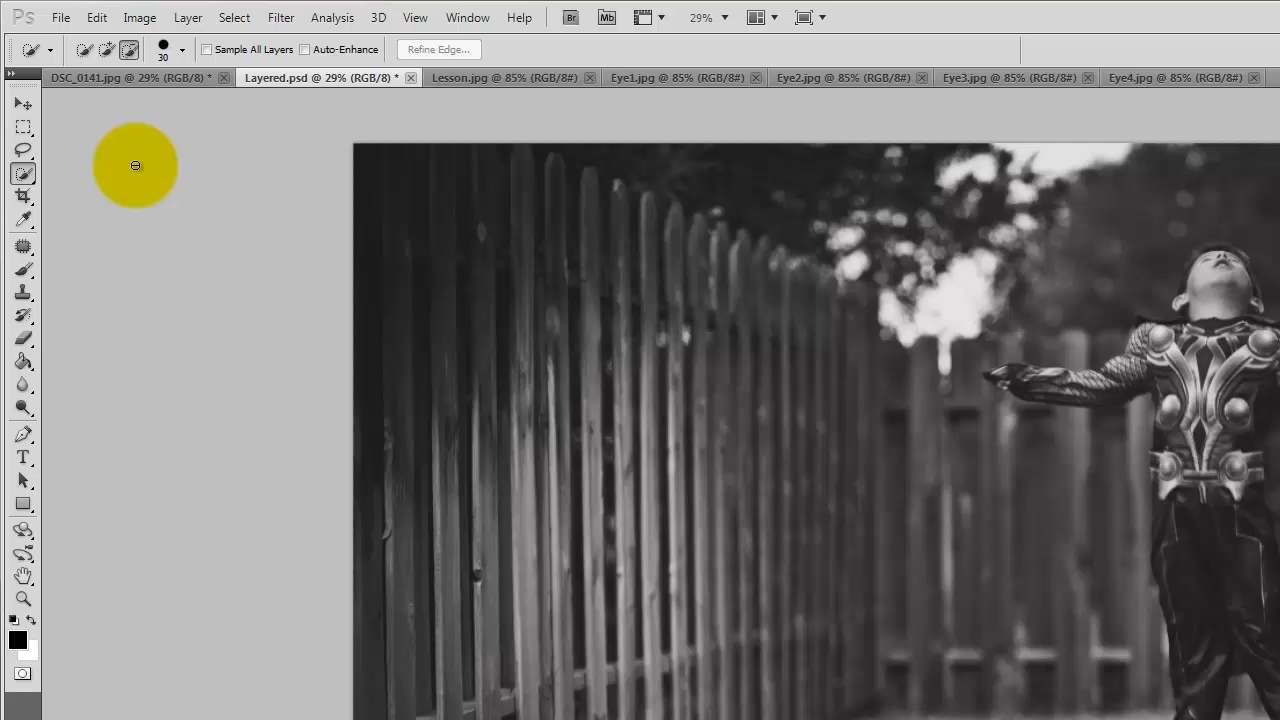 Ps File Edit Image Layer Select Filter Analysis 3D View Window Help Br Mb 29%
30 Sample All Layers Auto-Enhance Refine Edge...
DSC_0141.jpg @ 29% (RGB/8) * Layered.psd @ 29% (RGB/8) * Lesson.jpg @ 85% (RGB/8#) Eye1.jpg @ 85% (RGB/8#) Eye2.jpg @ 85% (RGB/8#) Eye3.jpg @ 85% (RGB/8#) Eye4.jpg @ 85% (RGB/8#)
T